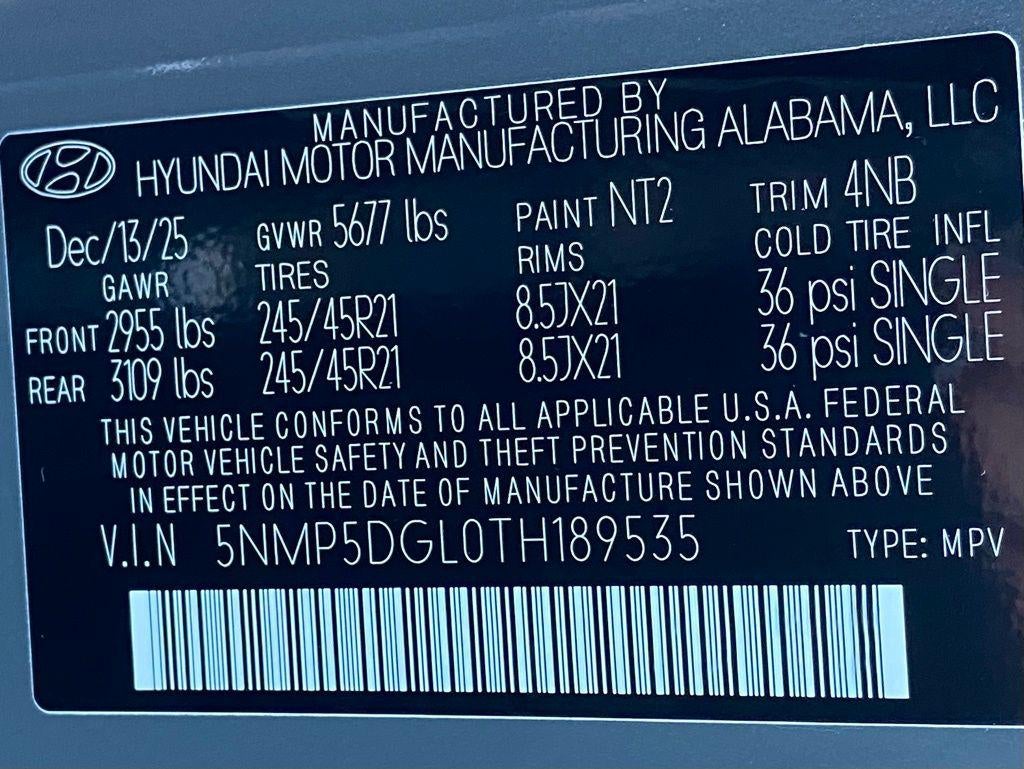 MANUFACTURED BY
HYUNDAI MOTOR MANUFACTURING ALABAMA, LLC
Dec/13/25 GVWR 5677 lbs PAINT NT2 TRIM 4NB
GAWR TIRES RIMS COLD TIRE INFL
FRONT 2955 lbs 245/45R21 8.5JX21 36 psi SINGLE
REAR 3109 lbs 245/45R21 8.5JX21 36 psi SINGLE
THIS VEHICLE CONFORMS TO ALL APPLICABLE U.S.A. FEDERAL
MOTOR VEHICLE SAFETY AND THEFT PREVENTION STANDARDS
IN EFFECT ON THE DATE OF MANUFACTURE SHOWN ABOVE
V.I.N 5NMP5DGL0TH189535 TYPE: MPV